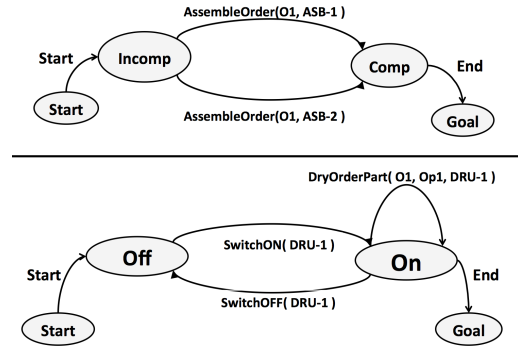 AssembleOrder(O1, ASB-1 )
Start
Incomp
Comp
End
Start
AssembleOrder(O1, ASB-2 )
Goal
DryOrderPart( O1, Op1, DRU-1 )
SwitchON( DRU-1 )
Off
On
Start
End
SwitchOFF( DRU-1 )
Start
Goal